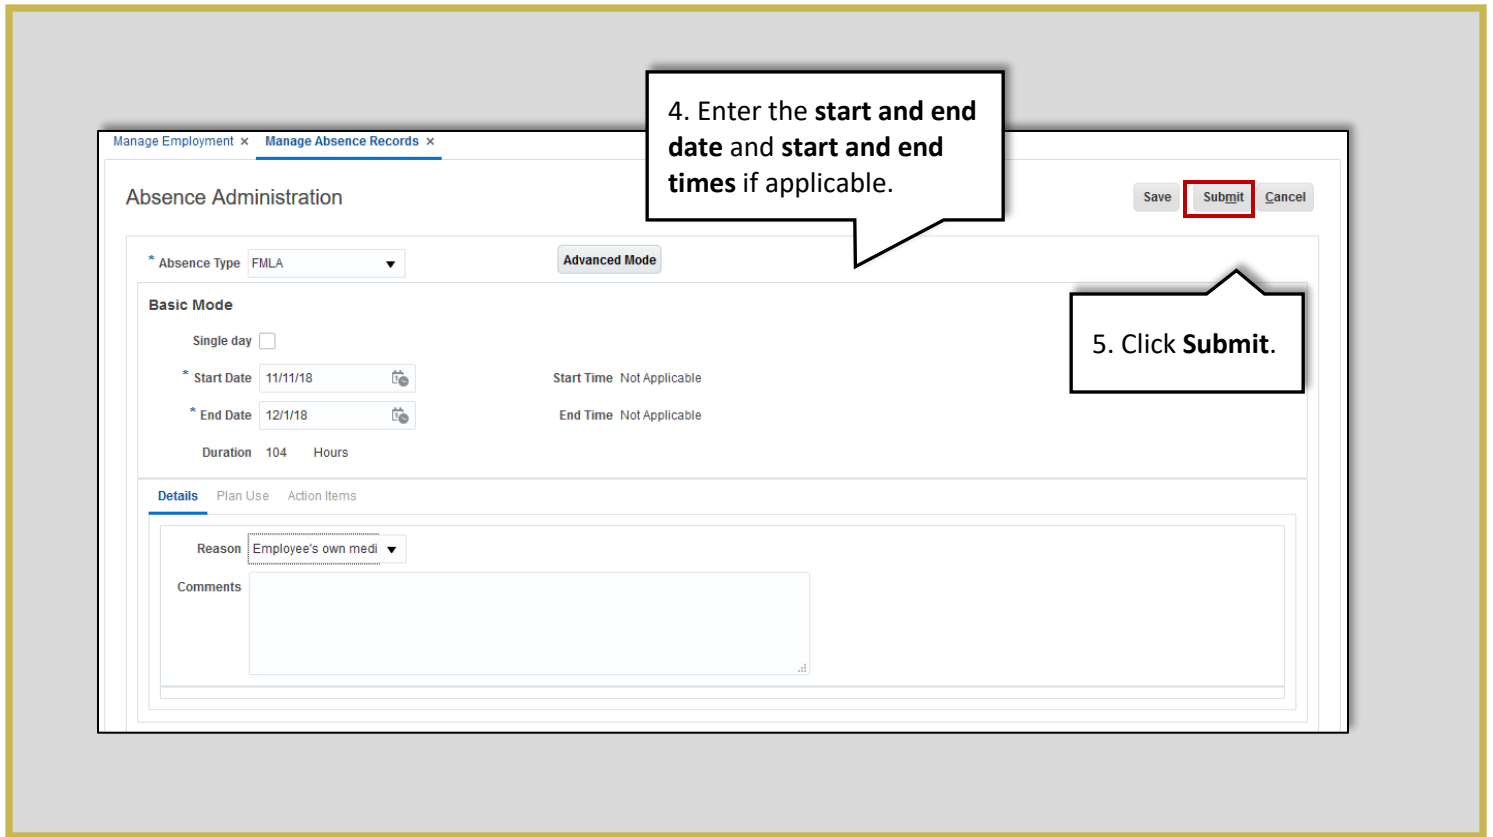 4. Enter the start and end
date and start and end
times if applicable.
Manage Employment × Manage Absence Records ×
Absence Administration
Save Submit Cancel
* Absence Type FMLA
Advanced Mode
Basic Mode
Single day
5. Click Submit.
* Start Date 11/11/18
Start Time Not Applicable
* End Date 12/1/18
End Time Not Applicable
Duration 104 Hours
Details Plan Use Action Items
Reason Employee's own medi
Comments